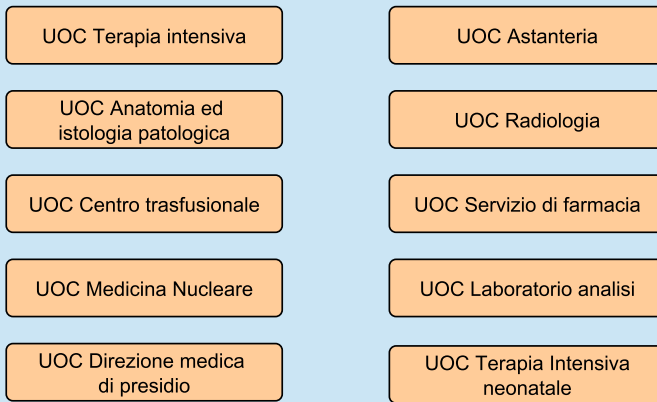 UOC Terapia intensiva
UOC Astanteria
UOC Anatomia ed
istologia patologica
UOC Radiologia
UOC Centro trasfusionale
UOC Servizio di farmacia
UOC Medicina Nucleare
UOC Laboratorio analisi
UOC Direzione medica
di presidio
UOC Terapia Intensiva
neonatale